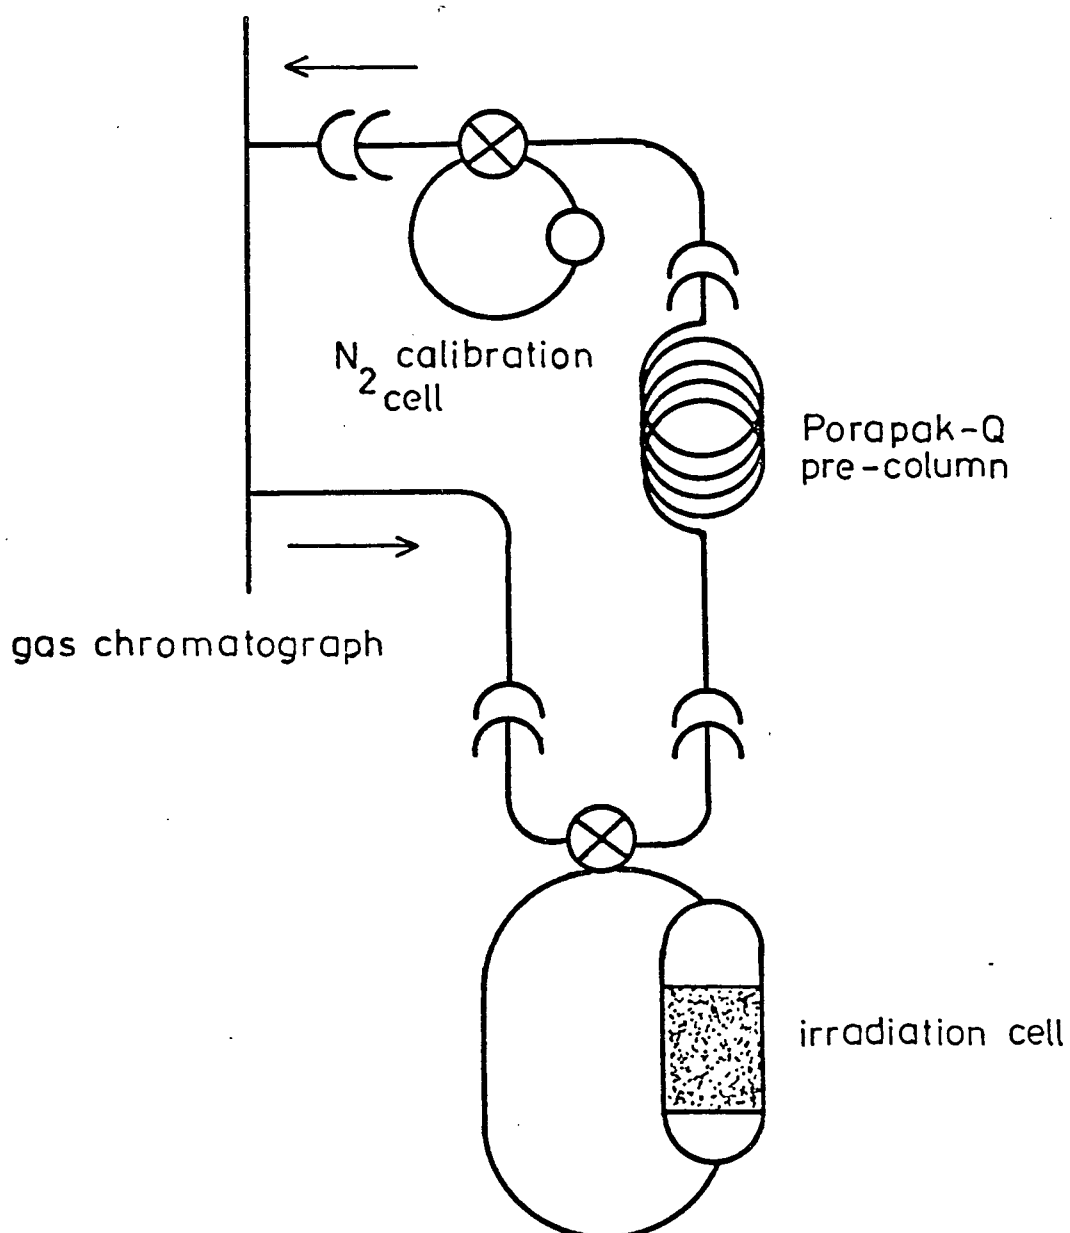 N₂ calibration
cell
Porapak-Q
pre-column
gas chromatograph
irradiation cell